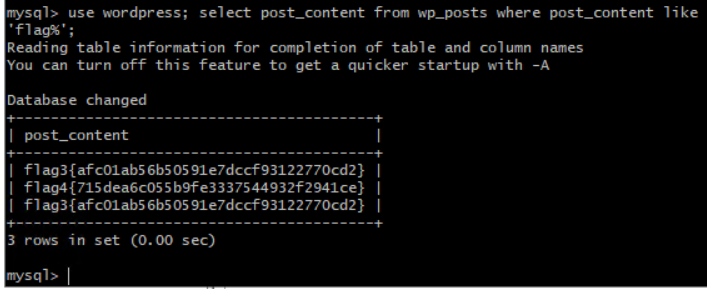 mysql> use wordpress; select post_content from wp_posts where post_content like
'flag%';
Reading table information for completion of table and column names
You can turn off this feature to get a quicker startup with -A

Database changed
+----------------------------------------+
| post_content                           |
+----------------------------------------+
| flag3{afc01ab56b50591e7dccf93122770cd2} |
| flag4{715dea6c055b9fe3337544932f2941ce} |
| flag3{afc01ab56b50591e7dccf93122770cd2} |
+----------------------------------------+
3 rows in set (0.00 sec)

mysql>